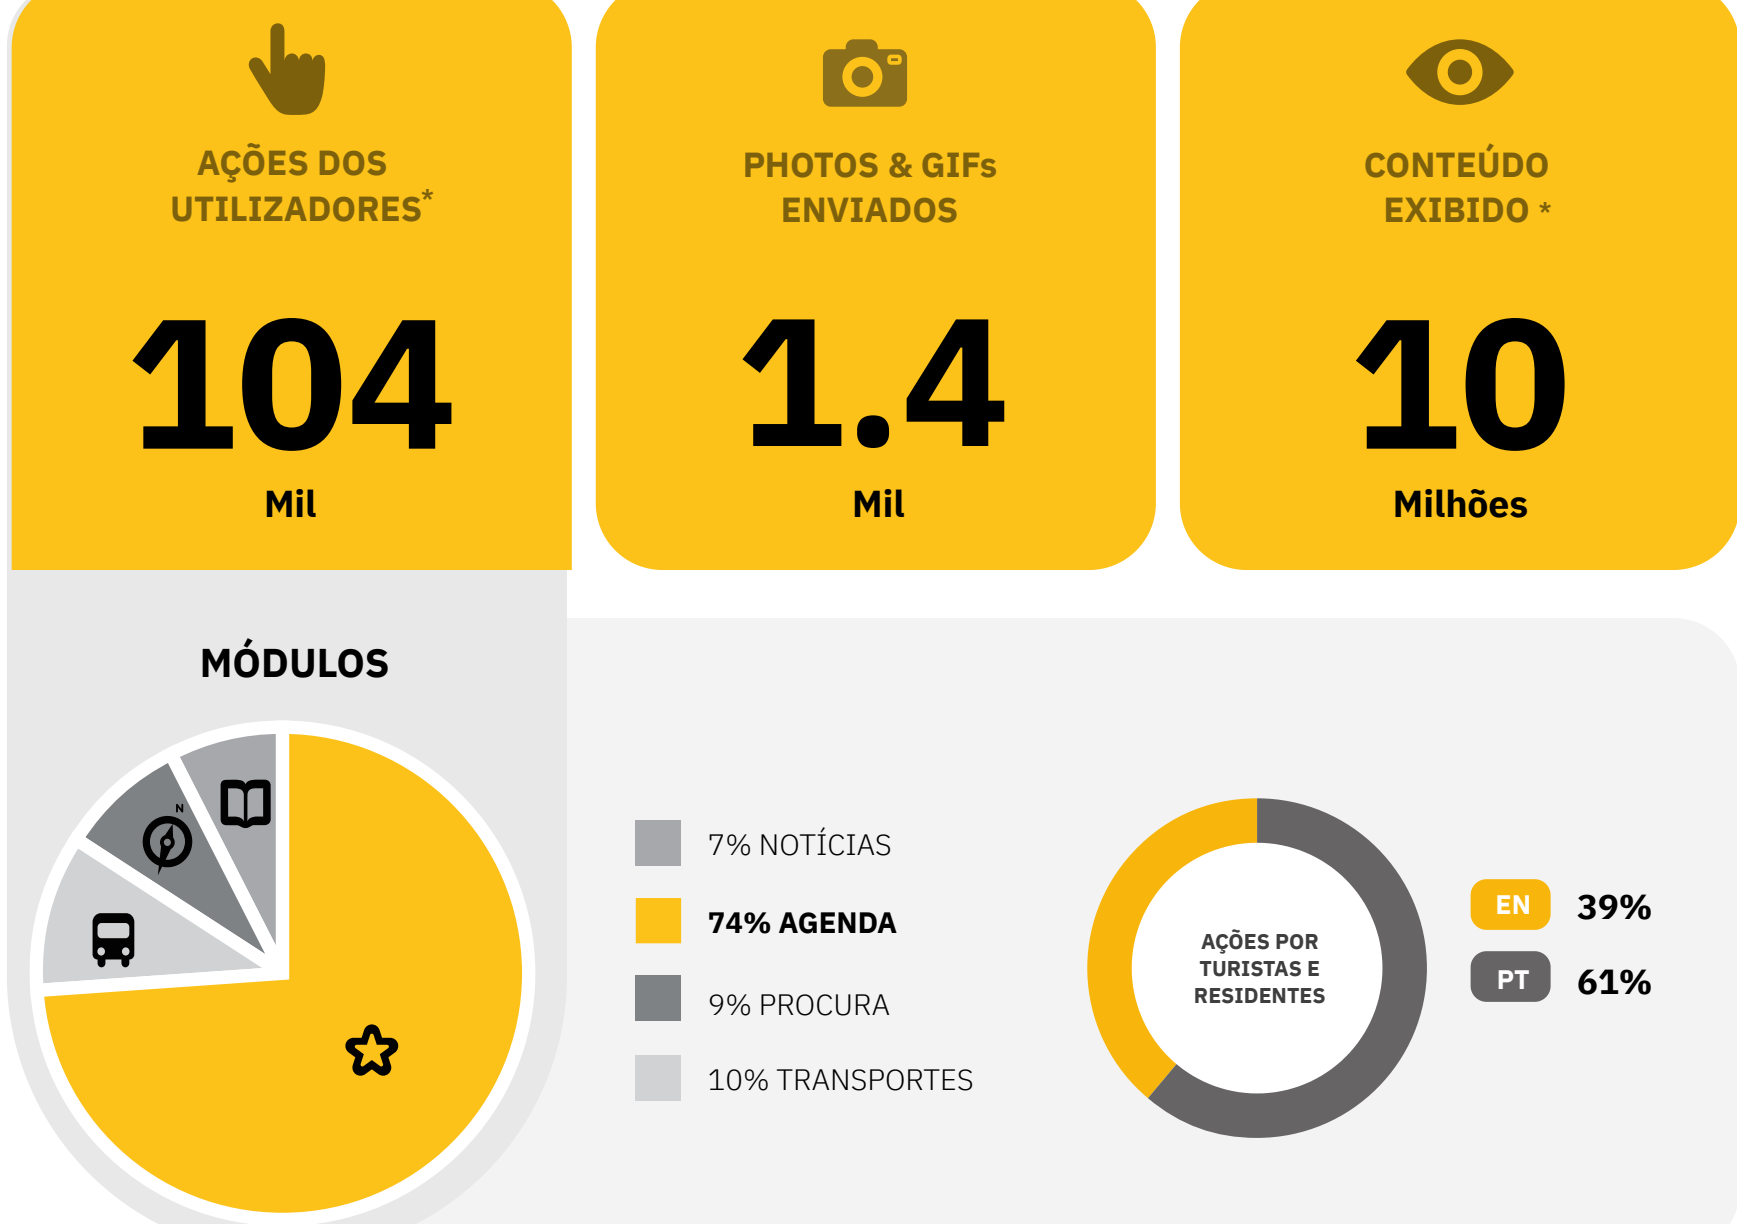 AÇÕES DOS
UTILIZADORES*
104
Mil
PHOTOS & GIFs
ENVIADOS
1.4
Mil
CONTEÚDO
EXIBIDO *
10
Milhões
MÓDULOS
N
7% NOTÍCIAS
74% AGENDA
9% PROCURA
10% TRANSPORTES
AÇÕES POR
TURISTAS E
RESIDENTES
EN 39%
PT 61%